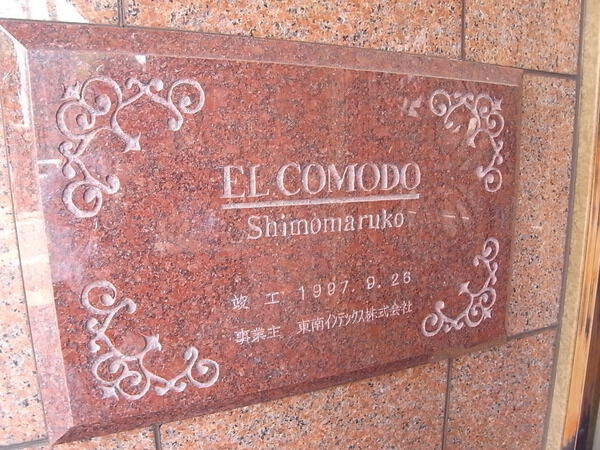 EL COMODO
Shimomaruko
竣工 1997.9.26
事業主 東南インデックス株式会社